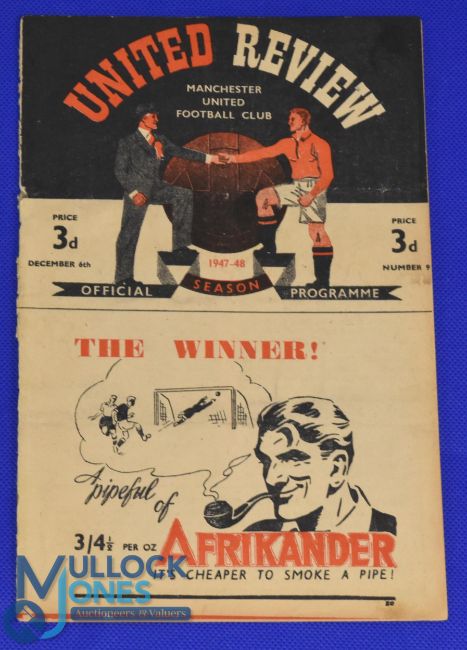 UNITED REVIEW
MANCHESTER
UNITED
FOOTBALL CLUB
PRICE
3d
DECEMBER 6th
PRICE
3d
NUMBER 9
1947-48
OFFICIAL SEASON PROGRAMME
THE WINNER!
A pipeful of
3/4½ PER OZ AFRIKANDER
IT'S CHEAPER TO SMOKE A PIPE!
MULLOCK
JONES
Auctioneers & Valuers